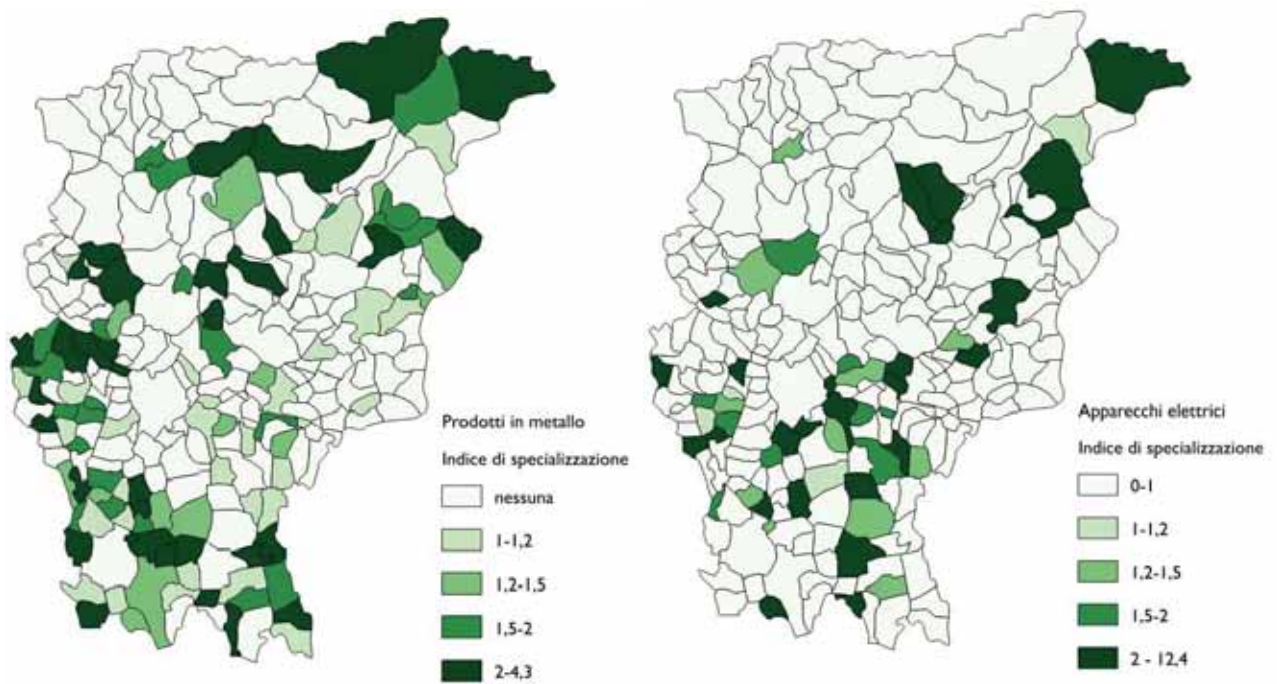 Prodotti in metallo
Indice di specializzazione
nessuna
1-1,2
1,2-1,5
1,5-2
2-4,3
Apparecchi elettrici
Indice di specializzazione
0-1
1-1,2
1,2-1,5
1,5-2
2 - 12,4